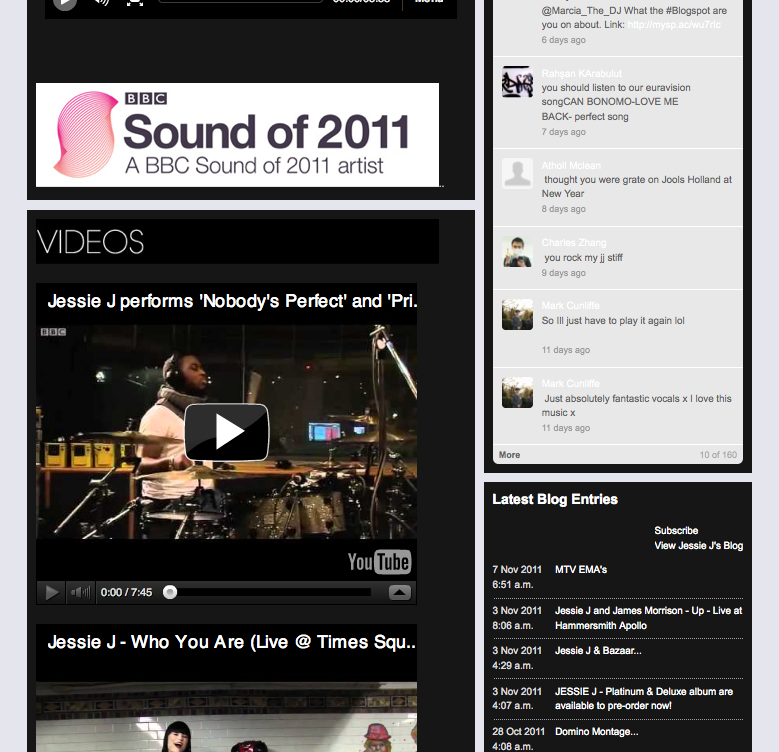 00:00/03:35
Menu
BBC
Sound of 2011
A BBC Sound of 2011 artist
...
VIDEOS
Jessie J performs 'Nobody's Perfect' and 'Pri..
BBC
YouTube
0:00 / 7:45
Jessie J - Who You Are (Live @ Times Squ...
@Marcia_The_DJ What the #Blogspot are
you on about. Link: http://mysp.ac/wu7rlc
6 days ago
Rahşan KArabulut
you should listen to our euravision
songCAN BONOMO-LOVE ME
BACK- perfect song
7 days ago
Atholl Mclean
thought you were grate on Jools Holland at
New Year
8 days ago
Charles Zhang
you rock my jj stiff
9 days ago
Mark Cunliffe
So Ill just have to play it again lol
11 days ago
Mark Cunliffe
Just absolutely fantastic vocals x I love this
music x
11 days ago
More
10 of 160
Latest Blog Entries
Subscribe
View Jessie J's Blog
7 Nov 2011 MTV EMA's
6:51 a.m.
3 Nov 2011 Jessie J and James Morrison - Up - Live at
8:06 a.m. Hammersmith Apollo
3 Nov 2011 Jessie J & Bazaar...
4:29 a.m.
3 Nov 2011 JESSIE J - Platinum & Deluxe album are
4:07 a.m. available to pre-order now!
28 Oct 2011 Domino Montage...
4:08 a.m.